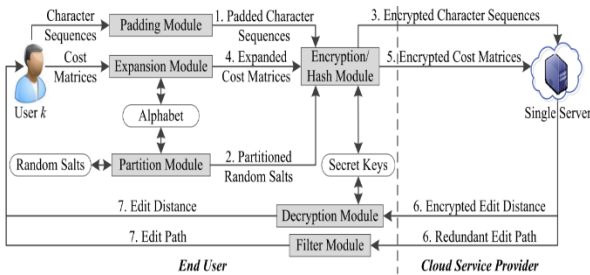 Character
Sequences
Padding Module
1. Padded Character
Sequences
3. Encrypted Character Sequences
Cost
Matrices
Expansion Module
4. Expanded
Cost Matrices
Encryption/
Hash Module
5. Encrypted Cost Matrices
User k
Alphabet
Single Server
Random Salts
Partition Module
2. Partitioned
Random Salts
Secret Keys
7. Edit Distance
Decryption Module
6. Encrypted Edit Distance
7. Edit Path
Filter Module
6. Redundant Edit Path
End User
Cloud Service Provider